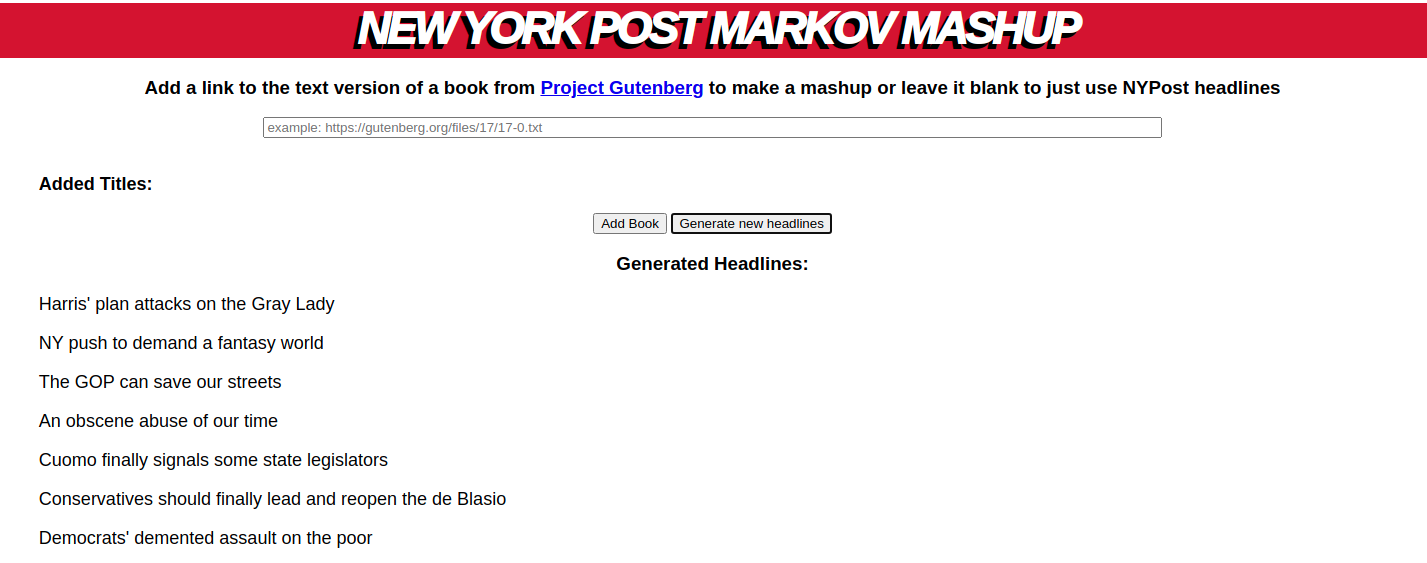 NEW YORK POST MARKOV MASHUP
Add a link to the text version of a book from Project Gutenberg to make a mashup or leave it blank to just use NYPost headlines
example: https://gutenberg.org/files/17/17-0.txt
Added Titles:
Add Book Generate new headlines
Generated Headlines:
Harris' plan attacks on the Gray Lady
NY push to demand a fantasy world
The GOP can save our streets
An obscene abuse of our time
Cuomo finally signals some state legislators
Conservatives should finally lead and reopen the de Blasio
Democrats' demented assault on the poor